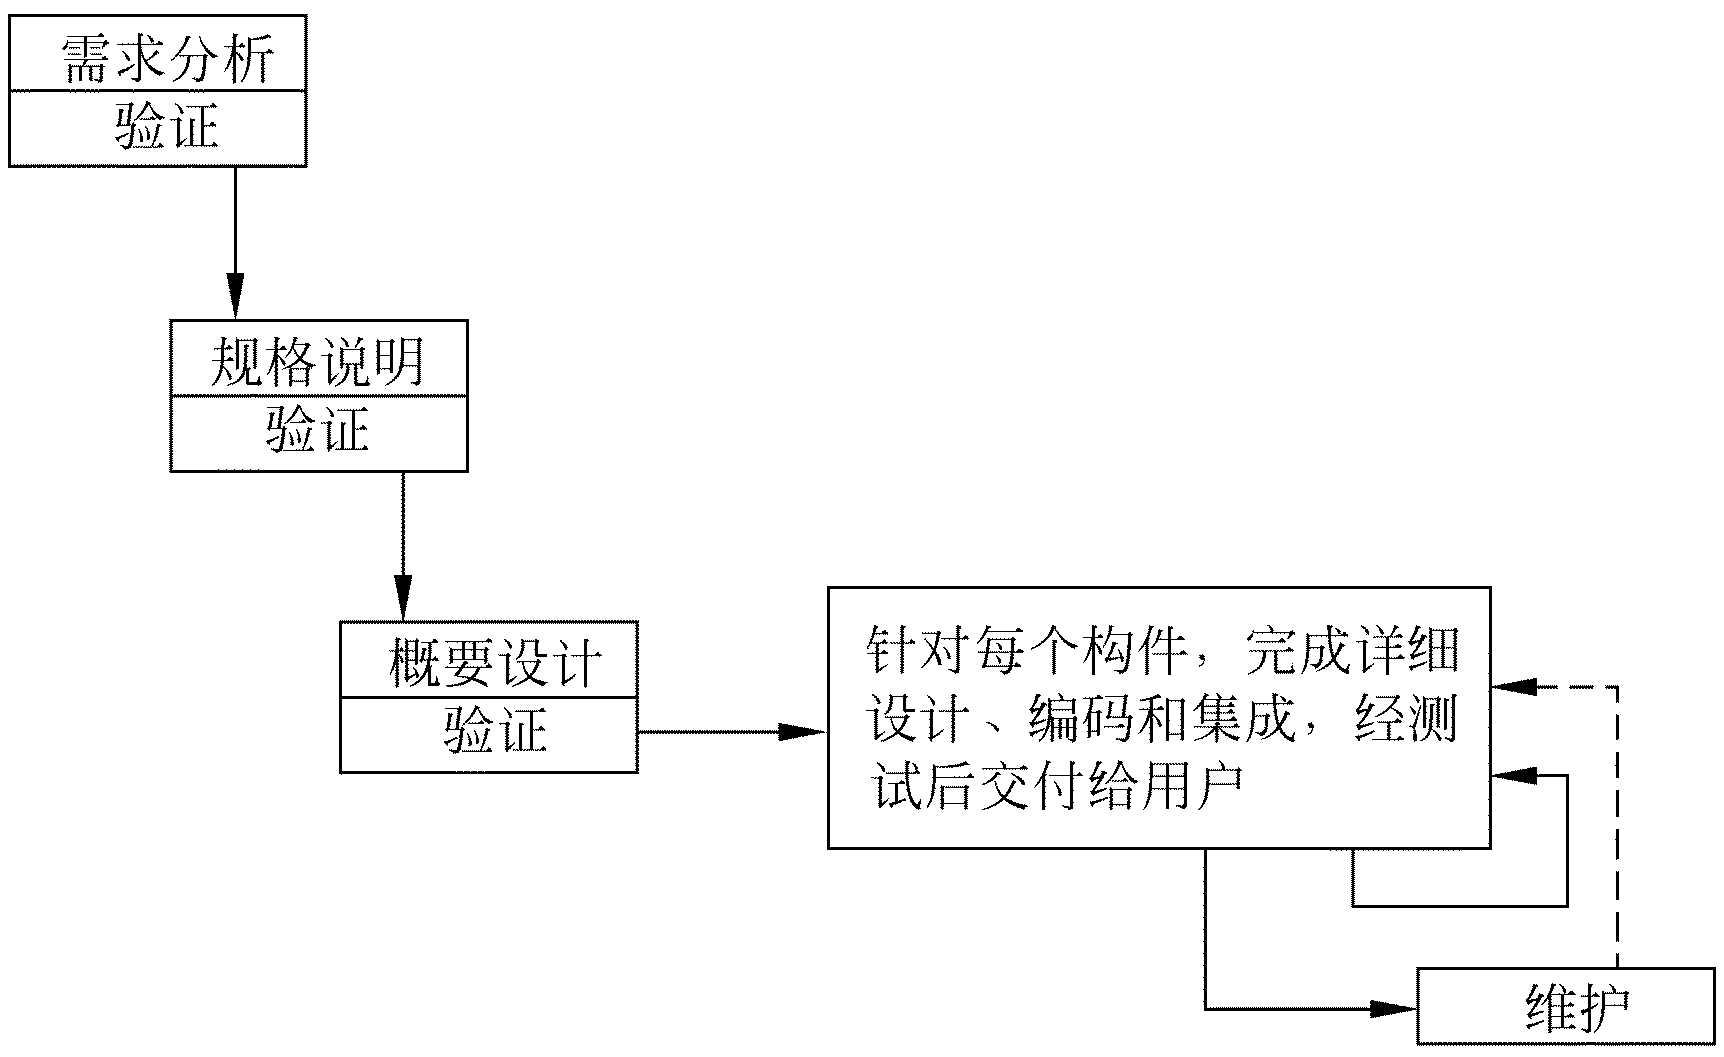 需求分析
验证
规格说明
验证
概要设计
验证
针对每个构件，完成详细
设计、编码和集成，经测
试后交付给用户
维护